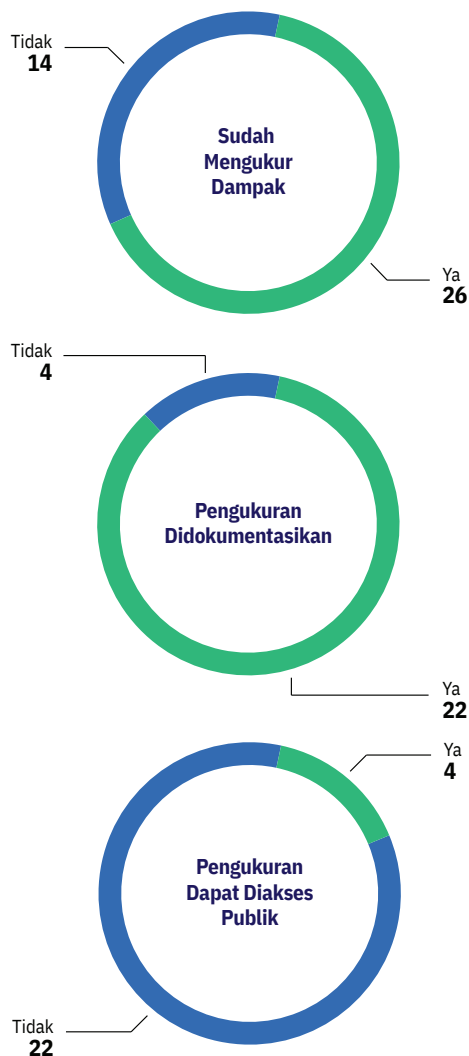 Tidak
14
Sudah
Mengukur
Dampak
Ya
26
Tidak
4
Pengukuran
Didokumentasikan
Ya
22
Ya
4
Pengukuran
Dapat Diakses
Publik
Tidak
22